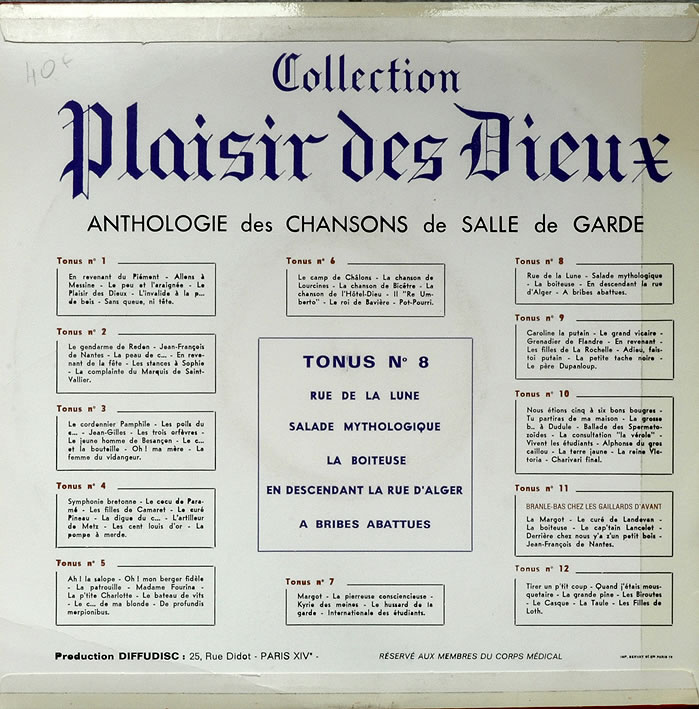 40 F
Collection
Plaisir des Dieux
ANTHOLOGIE des CHANSONS de SALLE de GARDE
Tonus n° 1
En revenant du Piémont - Allons à
Messine - Le pou et l'araignée - Le
Plaisir des Dieux - L'invalide à la p...
de bois - Sans queue, ni tête.
Tonus n° 2
Le gendarme de Redon - Jean-François
de Nantes - La peau de c... - En reve-
nant de la fête - Les stances à Sophie
- La complainte du Marquis de Saint-
Vallier.
Tonus n° 3
Le cordonnier Pamphile - Les poils du
c... - Jean-Gilles - Les trois orfèvres -
Le jeune homme de Besançon - Le c...
et la bouteille - Oh ! ma mère - La
femme du vidangeur.
Tonus n° 4
Symphonie bretonne - Le cocu de Para-
mé - Les filles de Camaret - Le curé
Pineau - La digue du c... - L'artilleur
de Metz - Les cent louis d'or - La
pompe à merde.
Tonus n° 5
Ah ! la salope - Oh ! mon berger fidèle
- La patrouille - Madame Fourina -
La p'tite Charlotte - Le bateau de vits
- Le c... de ma blonde - De profundis
morpionibus.
Tonus n° 6
Le camp de Châlons - La chanson de
Lourcines - La chanson de Bicêtre - La
chanson de l'Hôtel-Dieu - Il "Re Um-
berto" - Le roi de Bavière - Pot-Pourri.
TONUS N° 8
RUE DE LA LUNE
SALADE MYTHOLOGIQUE
LA BOITEUSE
EN DESCENDANT LA RUE D'ALGER
A BRIBES ABATTUES
Tonus n° 7
Margot - La pierreuse consciencieuse -
Kyrie des moines - Le hussard de la
garde - Internationale des étudiants.
Tonus n° 8
Rue de la Lune - Salade mythologique
- La boiteuse - En descendant la rue
d'Alger - A bribes abattues.
Tonus n° 9
Caroline la putain - Le grand vicaire -
Grenadier de Flandre - En revenant -
Les filles de La Rochelle - Adieu, fais-
toi putain - La petite tache noire -
Le père Dupanloup.
Tonus n° 10
Nous étions cinq à six bons bougres -
Tu partiras de ma maison - La grosse
b.. à Dudule - Ballade des Spermato-
zoïdes - La consultation "la vérole" -
Vivent les étudiants - Alphonse du gros
caillou - La terre jaune - La reine Vic-
toria - Charivari final.
Tonus n° 11
BRANLE-BAS CHEZ LES GAILLARDS D'AVANT
La Margot - Le curé de Landevan -
La boiteuse - Le cap'tain Lancelot -
Derrière chez nous y'a z'un petit bois -
Jean-François de Nantes.
Tonus n° 12
Tirer un p'tit coup - Quand j'étais mous-
quetaire - La grande pine - Les Biroutes
- Le Casque - La Taule - Les Filles de
Loth.
Production DIFFUDISC : 25, Rue Didot - PARIS XIVe -
RÉSERVÉ AUX MEMBRES DU CORPS MÉDICAL